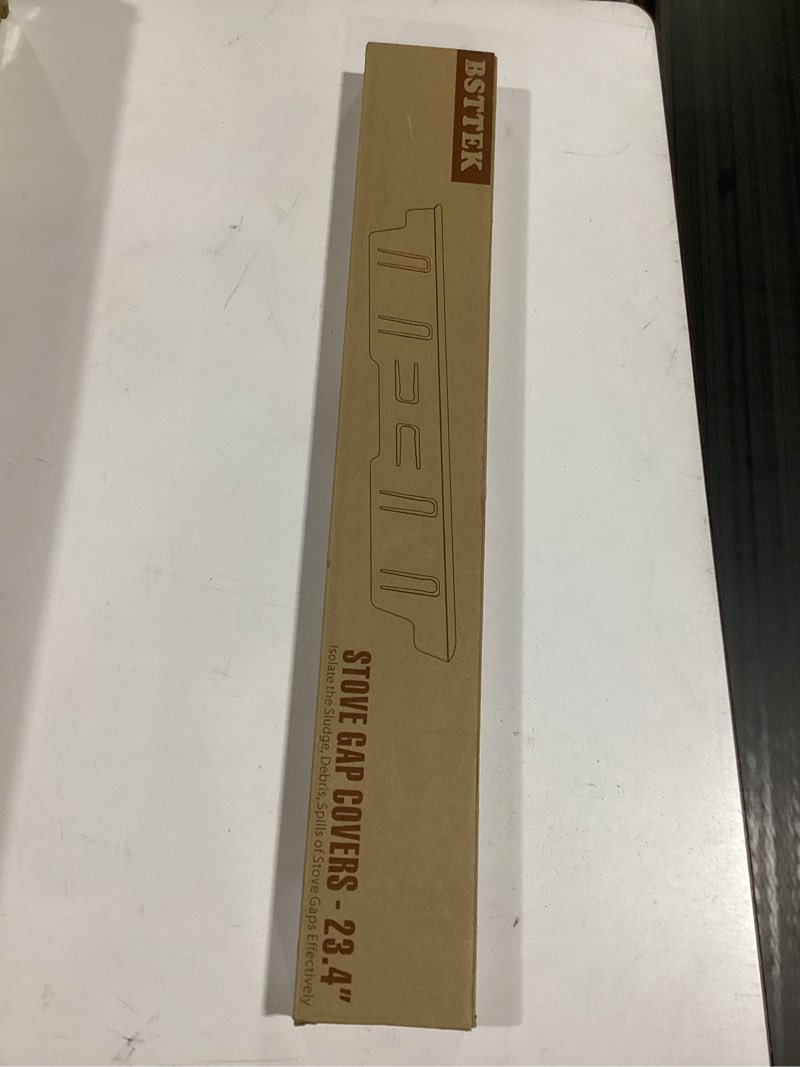 BSTTEK
STOVE GAP COVERS - 23.4"
Isolate the Sludge, Debris, Spills of Stove Gaps Effectively